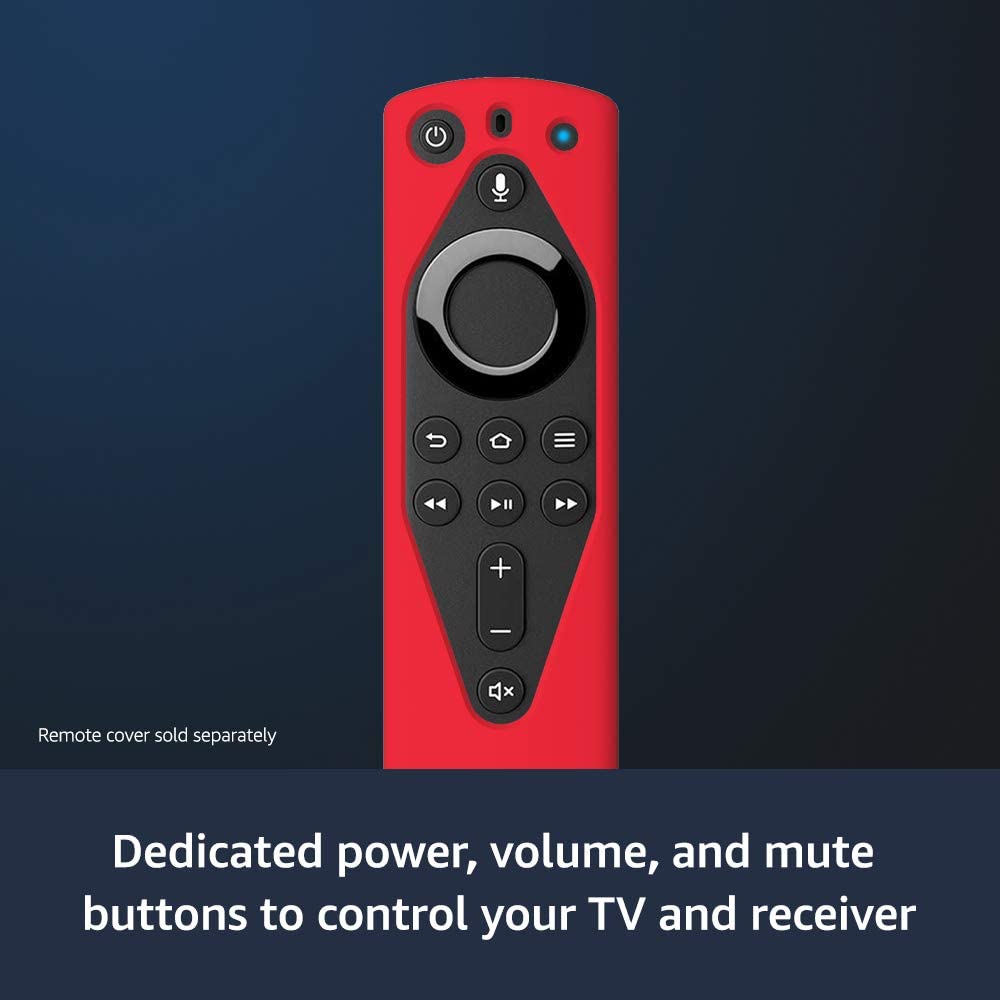 Remote cover sold separately
Dedicated power, volume, and mute
buttons to control your TV and receiver